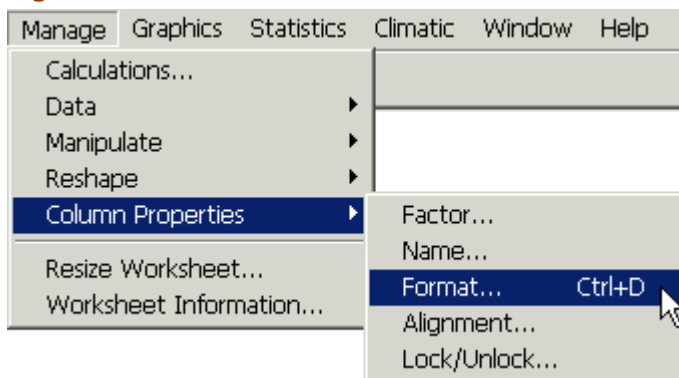 Manage Graphics Statistics Climatic Window Help
Calculations...
Data
Manipulate
Reshape
Column Properties
Factor...
Name...
Resize Worksheet...
Format... Ctrl+D
Worksheet Information...
Alignment...
Lock/Unlock...